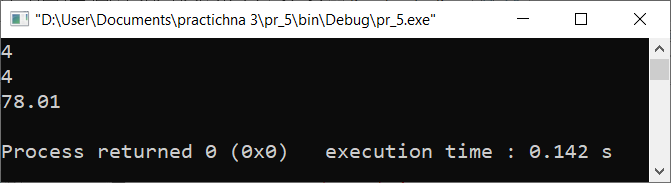 "D:\User\Documents\practichna 3\pr_5\bin\Debug\pr_5.exe"
4
4
78.01
Process returned 0 (0x0)   execution time : 0.142 s